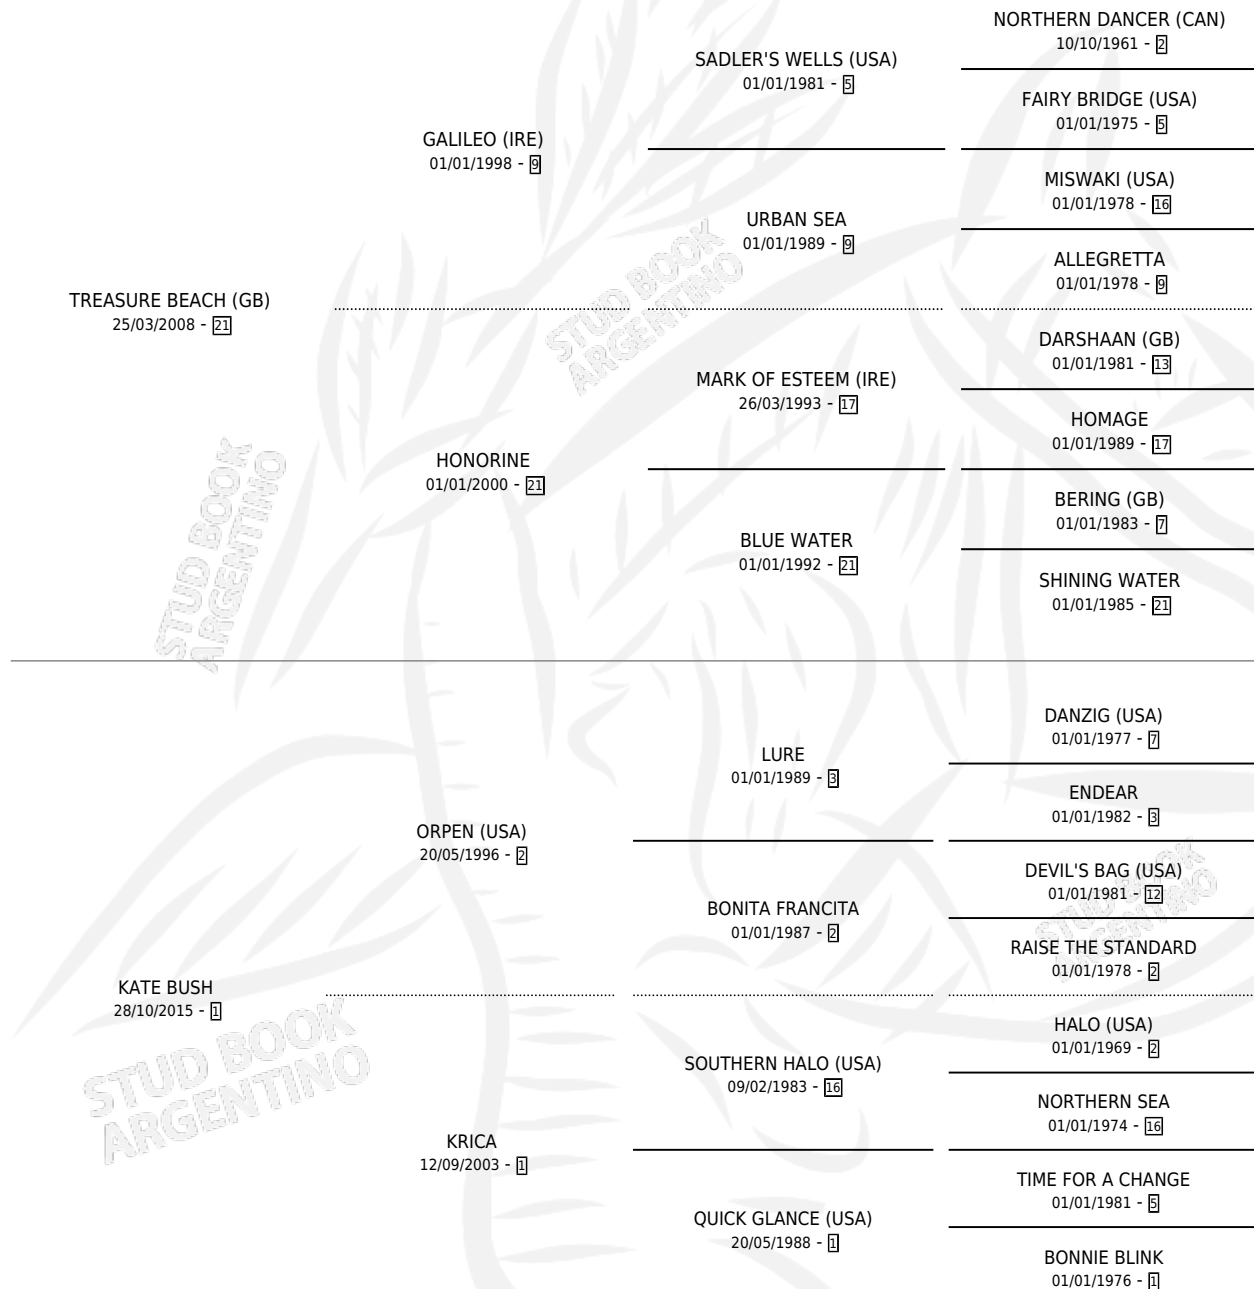 NORTHERN DANCER (CAN)
10/10/1961 - 2
SADLER'S WELLS (USA)
01/01/1981 - 5
FAIRY BRIDGE (USA)
01/01/1975 - 5
GALILEO (IRE)
01/01/1998 - 9
MISWAKI (USA)
01/01/1978 - 16
URBAN SEA
01/01/1989 - 9
ALLEGRETTA
01/01/1978 - 9
TREASURE BEACH (GB)
25/03/2008 - 21
DARSHAAN (GB)
01/01/1981 - 13
MARK OF ESTEEM (IRE)
26/03/1993 - 17
HOMAGE
01/01/1989 - 17
HONORINE
01/01/2000 - 21
BERING (GB)
01/01/1983 - 7
BLUE WATER
01/01/1992 - 21
SHINING WATER
01/01/1985 - 21
DANZIG (USA)
01/01/1977 - 7
LURE
01/01/1989 - 3
ENDEAR
01/01/1982 - 3
ORPEN (USA)
20/05/1996 - 2
DEVIL'S BAG (USA)
01/01/1981 - 12
BONITA FRANCITA
01/01/1987 - 2
RAISE THE STANDARD
01/01/1978 - 2
KATE BUSH
28/10/2015 - 1
HALO (USA)
01/01/1969 - 2
SOUTHERN HALO (USA)
09/02/1983 - 16
NORTHERN SEA
01/01/1974 - 16
KRICA
12/09/2003 - 1
TIME FOR A CHANGE
01/01/1981 - 5
QUICK GLANCE (USA)
20/05/1988 - 1
BONNIE BLINK
01/01/1976 - 1
STUD BOOK
ARGENTINO
STUD BOOK
ARGENTINO
STUD BOOK
ARGENTINO
STUD BOOK
ARGENTINO